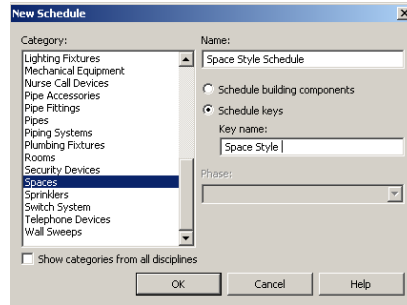 New Schedule
Category:
Name:
Lighting Fixtures
Mechanical Equipment
Nurse Call Devices
Pipe Accessories
Pipe Fittings
Pipes
Piping Systems
Plumbing Fixtures
Rooms
Security Devices
Spaces
Sprinklers
Switch System
Telephone Devices
Wall Sweeps
Space Style Schedule
Schedule building components
Schedule keys
Key name:
Space Style
Phase:
Show categories from all disciplines
OK
Cancel
Help